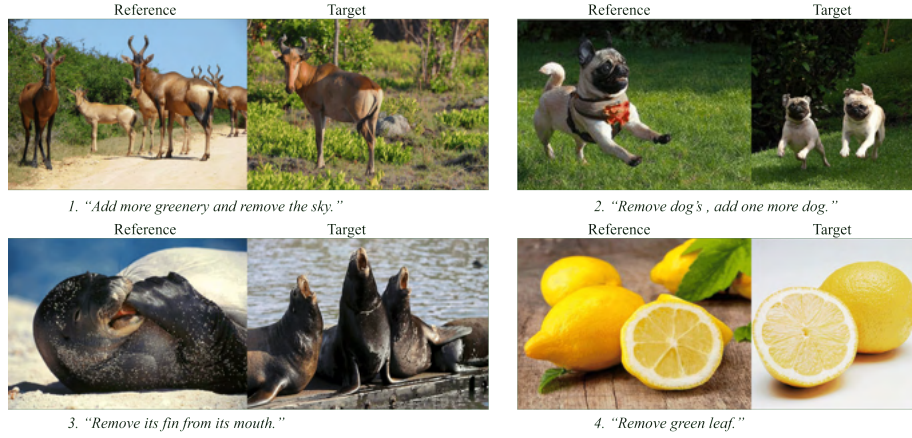 Reference Target Reference Target
1. “Add more greenery and remove the sky.” 2. “Remove dog’s , add one more dog.”
Reference Target Reference Target
3. “Remove its fin from its mouth.” 4. “Remove green leaf.”